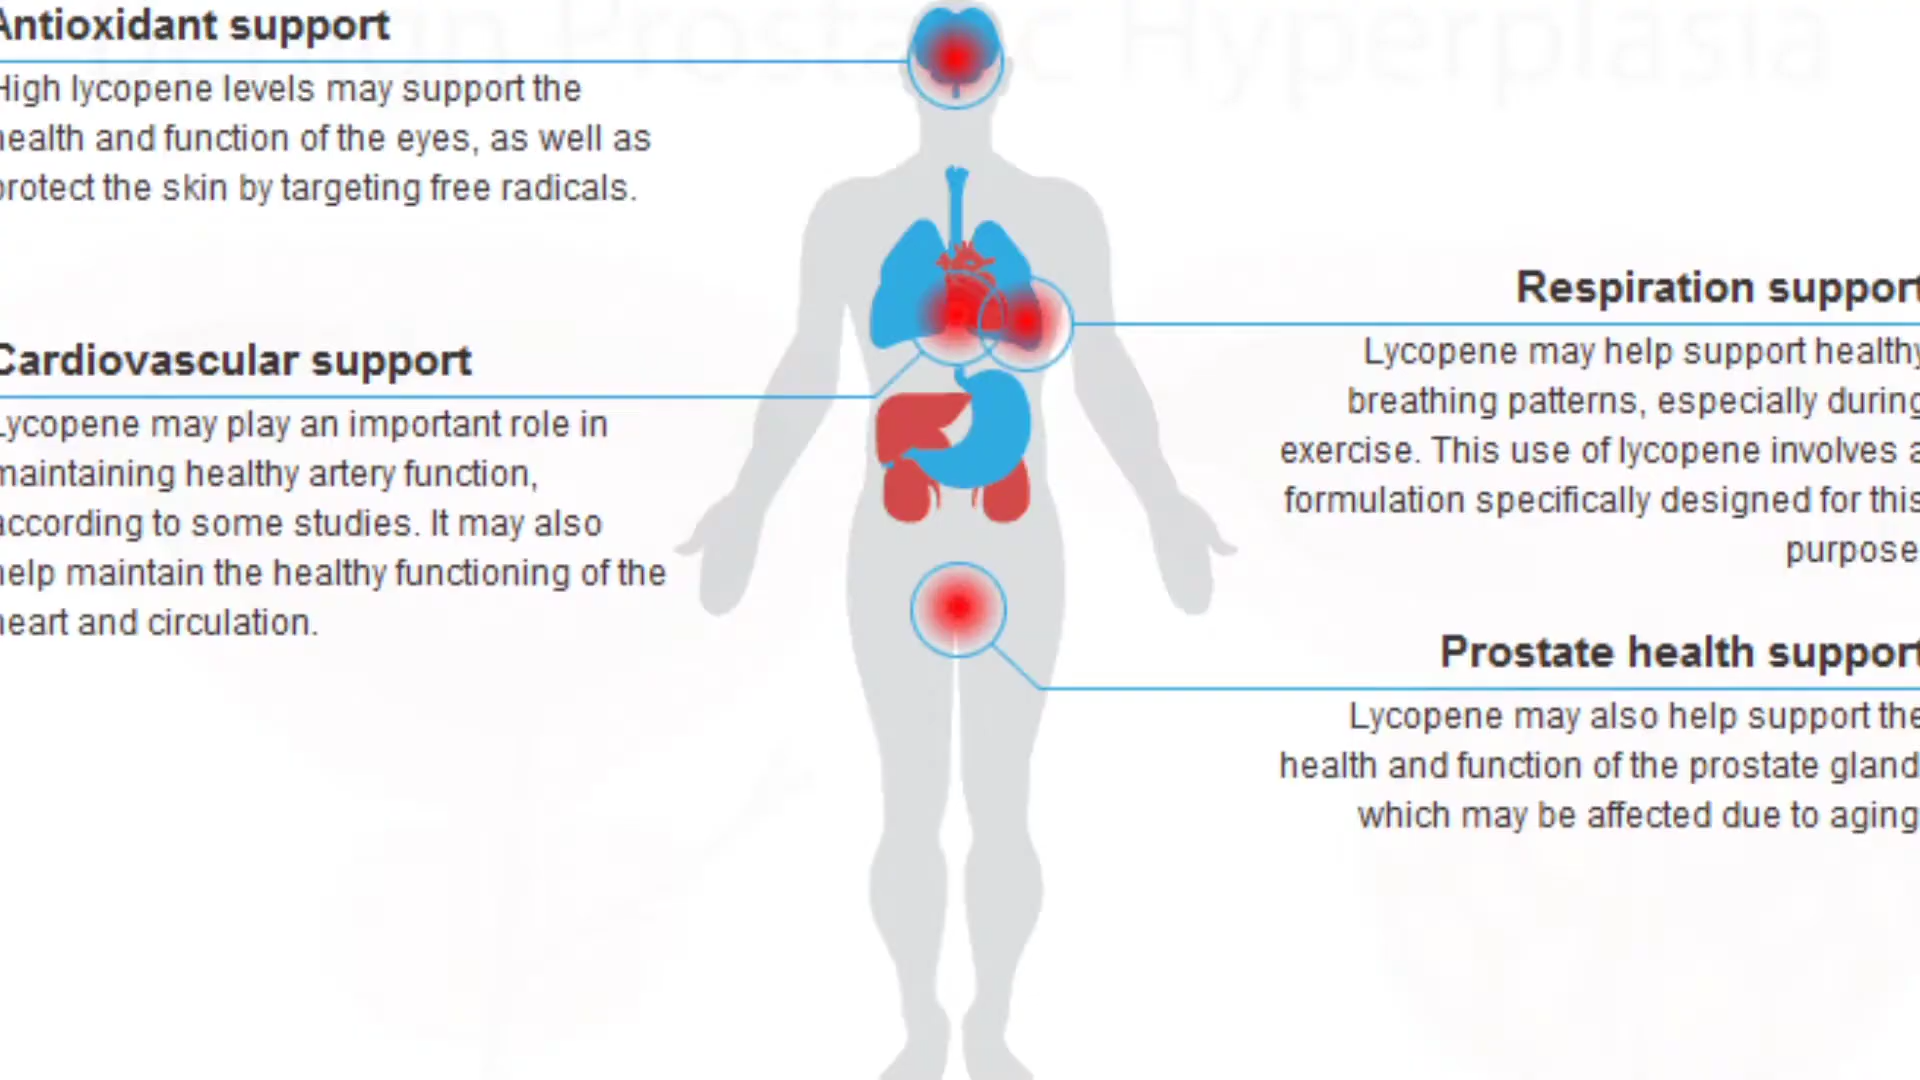 Antioxidant support
High lycopene levels may support the
health and function of the eyes, as well as
protect the skin by targeting free radicals.
Cardiovascular support
Lycopene may play an important role in
maintaining healthy artery function,
according to some studies. It may also
help maintain the healthy functioning of the
heart and circulation.
Respiration support
Lycopene may help support healthy
breathing patterns, especially during
exercise. This use of lycopene involves a
formulation specifically designed for this
purpose
Prostate health support
Lycopene may also help support the
health and function of the prostate gland
which may be affected due to aging